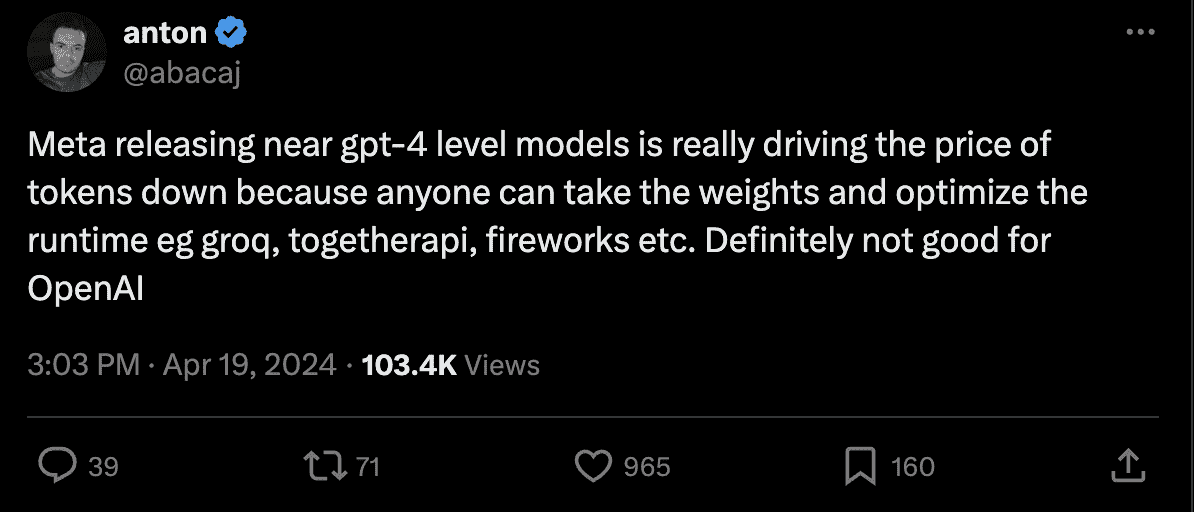 anton
@abacaj
Meta releasing near gpt-4 level models is really driving the price of
tokens down because anyone can take the weights and optimize the
runtime eg groq, togetherapi, fireworks etc. Definitely not good for
OpenAI
3:03 PM · Apr 19, 2024 · 103.4K Views
39 71 965 160